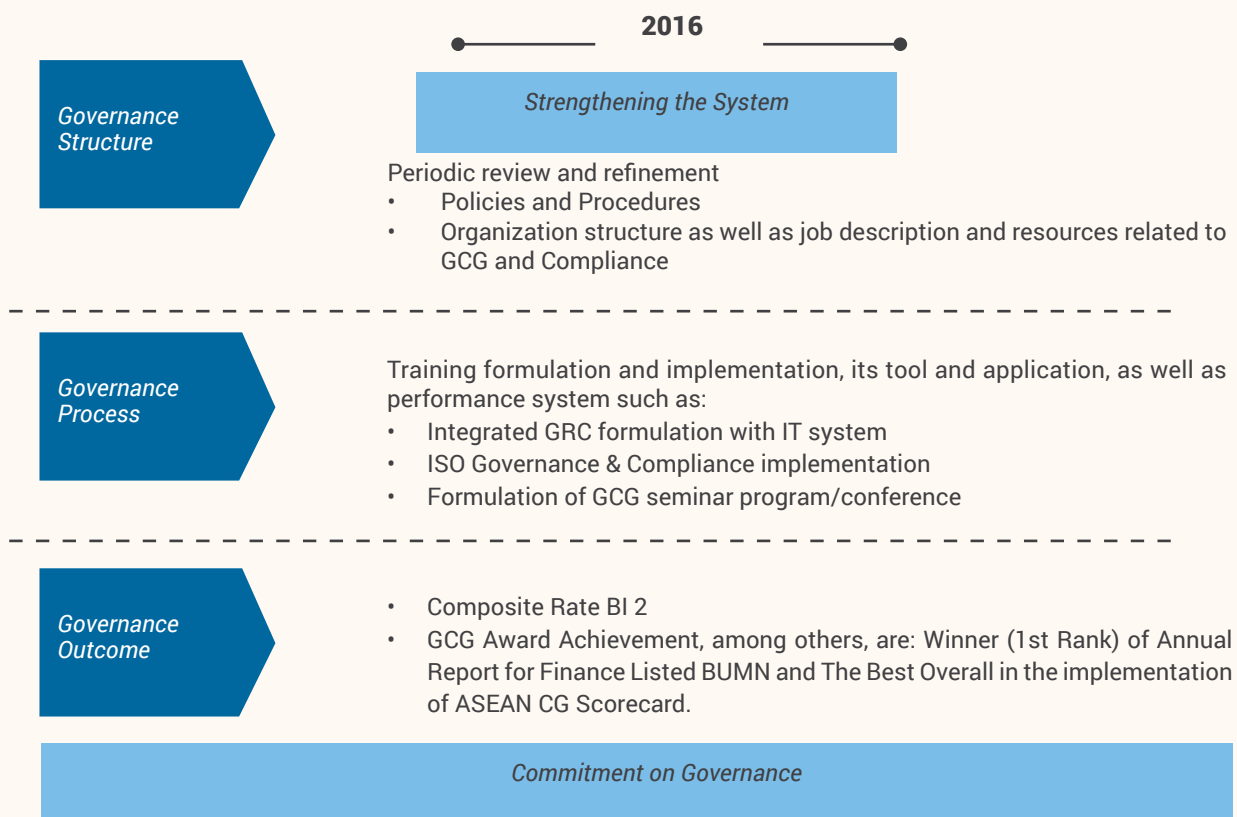 2016
Governance
Structure
Strengthening the System
Periodic review and refinement
• Policies and Procedures
• Organization structure as well as job description and resources related to
GCG and Compliance
Governance
Process
Training formulation and implementation, its tool and application, as well as
performance system such as:
• Integrated GRC formulation with IT system
• ISO Governance & Compliance implementation
• Formulation of GCG seminar program/conference
Governance
Outcome
• Composite Rate BI 2
• GCG Award Achievement, among others, are: Winner (1st Rank) of Annual
Report for Finance Listed BUMN and The Best Overall in the implementation
of ASEAN CG Scorecard.
Commitment on Governance